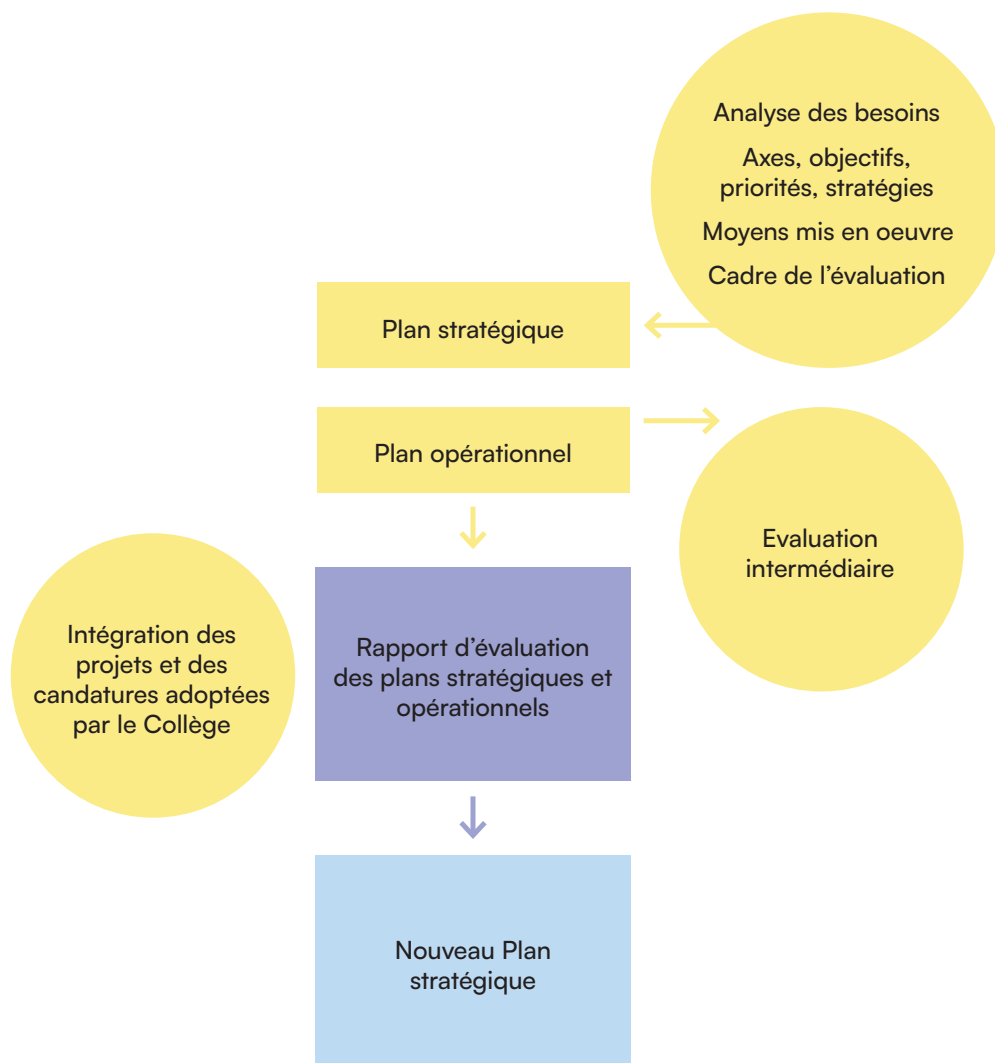 Analyse des besoins
Axes, objectifs,
priorités, stratégies
Moyens mis en oeuvre
Cadre de l’évaluation
Plan stratégique
Plan opérationnel
Evaluation
intermédiaire
Intégration des
projets et des
candatures adoptées
par le Collège
Rapport d’évaluation
des plans stratégiques et
opérationnels
Nouveau Plan
stratégique